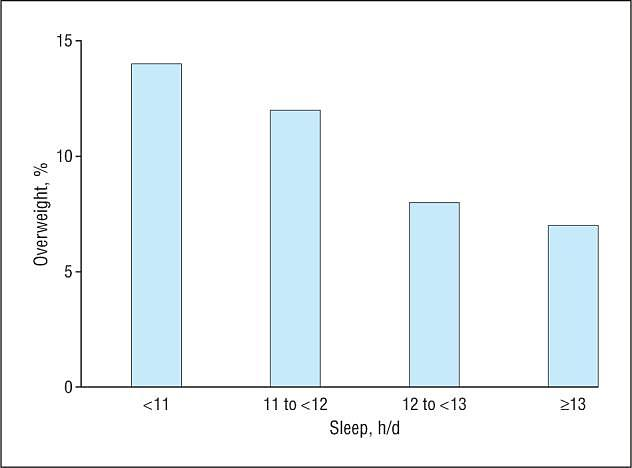 15
10
5
0
Overweight, %
<11
11 to <12
12 to <13
≥13
Sleep, h/d